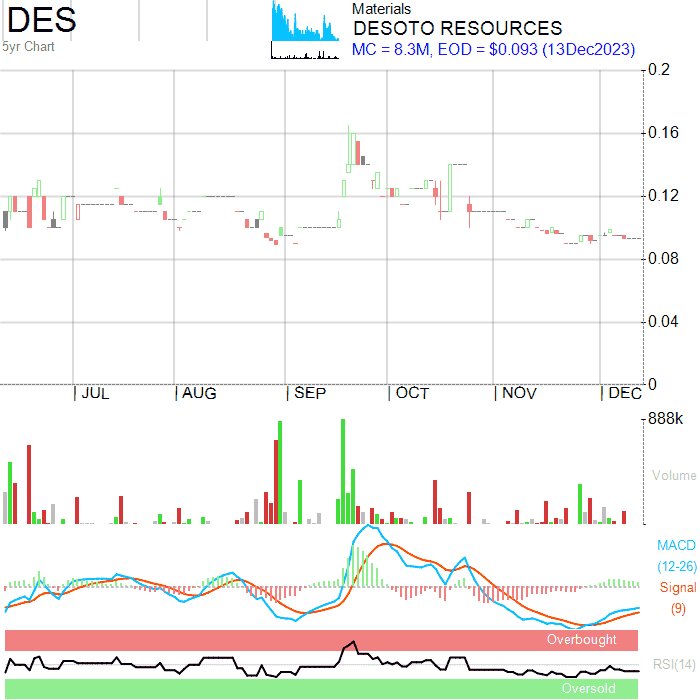 DES
5yr Chart
Materials
DESOTO RESOURCES
MC = 8.3M, EOD = $0.093 (13Dec2023)
0.2
0.16
0.12
0.08
0.04
0
JUL
AUG
SEP
OCT
NOV
DEC
888k
Volume
MACD
(12-26)
Signal
(9)
Overbought
RSI(14)
Oversold